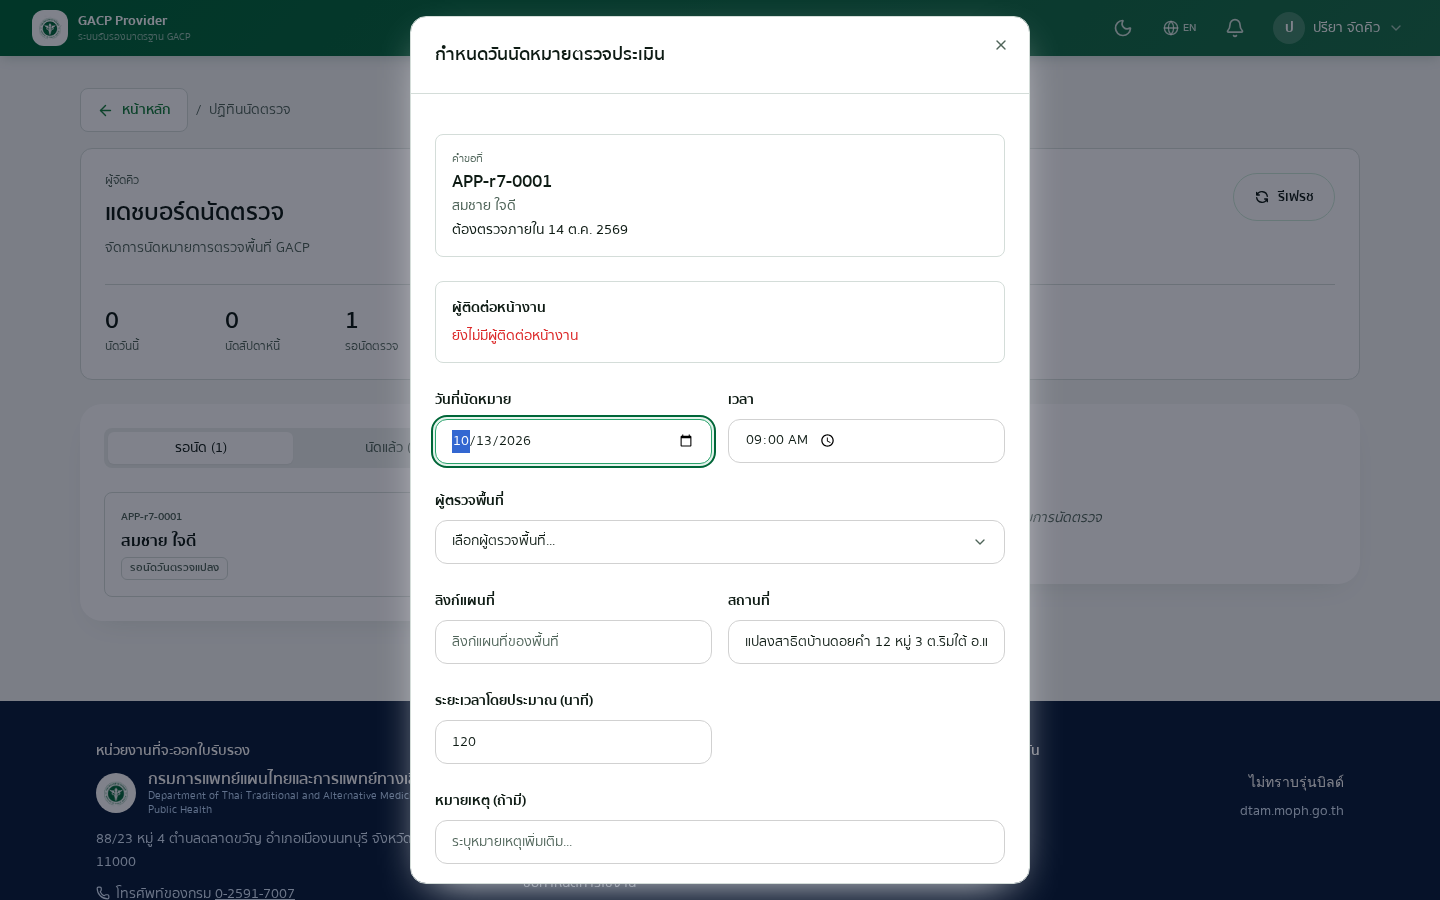 GACP Provider
ระบบรับรองมาตรฐาน GACP
EN
ป
ปรียา จัดคิว
หน้าหลัก
/ ปฏิทินนัดตรวจ
ผู้จัดคิว
แดชบอร์ดนัดตรวจ
จัดการนัดหมายการตรวจพื้นที่ GACP
รีเฟรช
0
นัดวันนี้
0
นัดสัปดาห์นี้
1
รอนัดตรวจ
รอนัด (1)
นัดแล้ว (
APP-r7-0001
สมชาย ใจดี
รอนัดวันตรวจแปลง
การนัดตรวจ
กำหนดวันนัดหมายตรวจประเมิน
คำขอที่
APP-r7-0001
สมชาย ใจดี
ต้องตรวจภายใน 14 ต.ค. 2569
ผู้ติดต่อหน้างาน
ยังไม่มีผู้ติดต่อหน้างาน
วันที่นัดหมาย
10/13/2026
เวลา
09:00 AM
ผู้ตรวจพื้นที่
เลือกผู้ตรวจพื้นที่...
ลิงก์แผนที่
ลิงก์แผนที่ของพื้นที่
สถานที่
แปลงสาธิตบ้านดอยคำ 12 หมู่ 3 ต.ริมใต้ อ.แ
ระยะเวลาโดยประมาณ (นาที)
120
หมายเหตุ (ถ้ามี)
ระบุหมายเหตุเพิ่มเติม...
หน่วยงานที่จะออกใบรับรอง
กรมการแพทย์แผนไทยและการแพทย์ทางเ
Department of Thai Traditional and Alternative Medic
Public Health
88/23 หมู่ 4 ตำบลตลาดขวัญ อำเภอเมืองนนทบุรี จังหวัด
11000
โทรศัพท์ของกรม 0-2591-7007
ไม่ทราบรุ่นบิลด์
dtam.moph.go.th